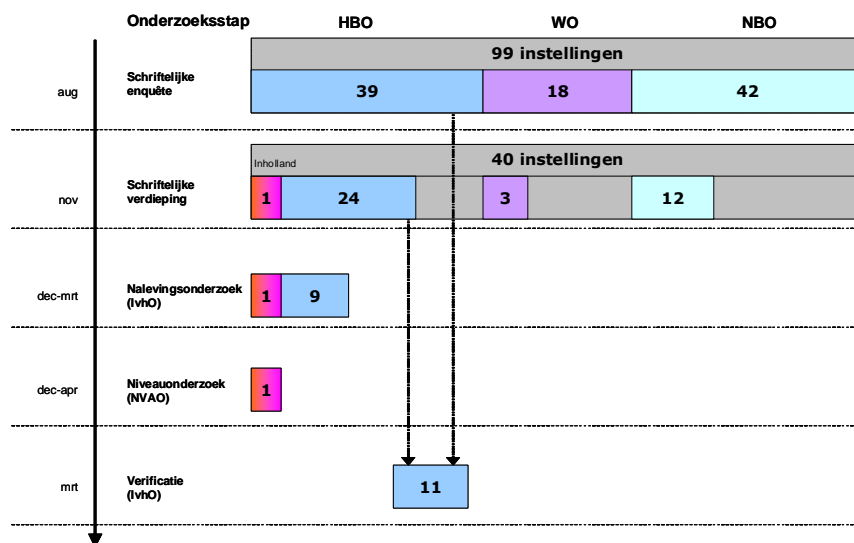 Onderzoeksstap HBO WO NBO
99 instellingen
aug
Schriftelijke
enquête
39 18 42
40 instellingen
Inholland
nov
Schriftelijke
verdieping
1 24 3 12
dec-mrt
Nalevingsonderzoek
(IvhO)
1 9
dec-apr
Niveauonderzoek
(NVAO)
1
mrt
Verificatie
(IvhO)
11